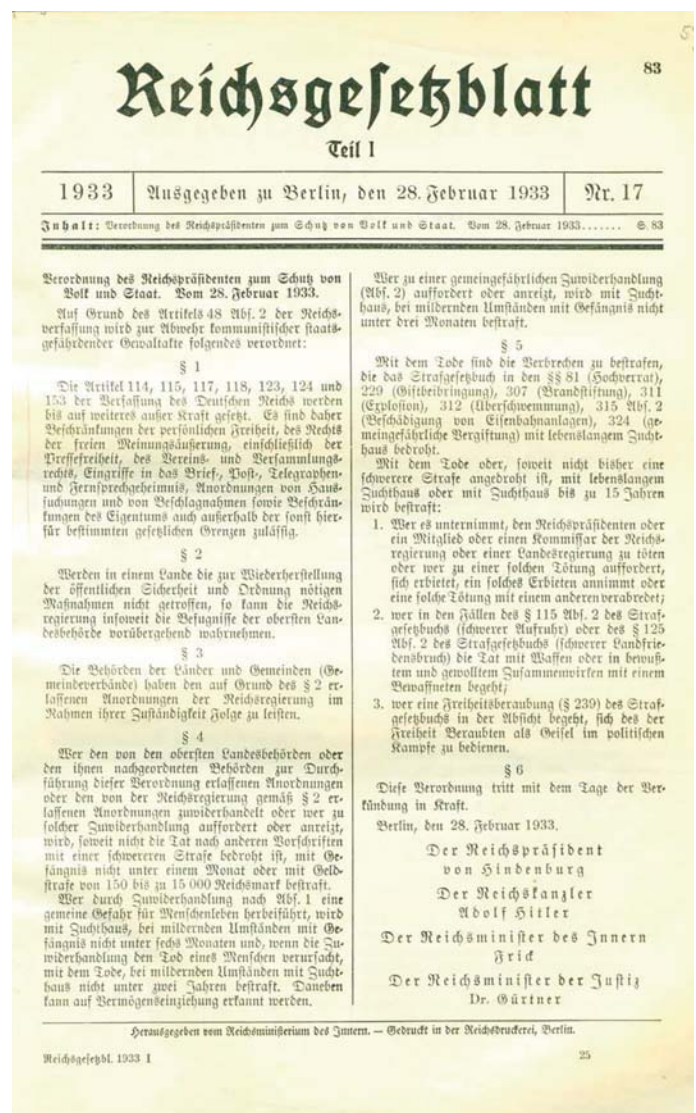 83
Reichsgesetzblatt
Teil I
1933 Ausgegeben zu Berlin, den 28. Februar 1933 Nr. 17
Inhalt: Verordnung des Reichspräsidenten zum Schutz von Volk und Staat. Vom 28. Februar 1933....... S. 83
Verordnung des Reichspräsidenten zum Schutz von
Volk und Staat. Vom 28. Februar 1933.
Auf Grund des Artikels 48 Abs. 2 der Reichs-
verfassung wird zur Abwehr kommunistischer staats-
gefährdender Gewaltakte folgendes verordnet:
§ 1
Die Artikel 114, 115, 117, 118, 123, 124 und
153 der Verfassung des Deutschen Reichs werden
bis auf weiteres außer Kraft gesetzt. Es sind daher
Beschränkungen der persönlichen Freiheit, des Rechts
der freien Meinungsäußerung, einschließlich der
Pressefreiheit, des Vereins- und Versammlungs-
rechts, Eingriffe in das Brief-, Post-, Telegraphen-
und Fernsprechgeheimnis, Anordnungen von Haus-
suchungen und von Beschlagnahmen sowie Beschrän-
kungen des Eigentums auch außerhalb der sonst hier-
für bestimmten gesetzlichen Grenzen zulässig.
§ 2
Werden in einem Lande die zur Wiederherstellung
der öffentlichen Sicherheit und Ordnung nötigen
Maßnahmen nicht getroffen, so kann die Reichs-
regierung insoweit die Befugnisse der obersten Lan-
desbehörde vorübergehend wahrnehmen.
§ 3
Die Behörden der Länder und Gemeinden (Ge-
meindeverbände) haben den auf Grund des § 2 er-
lassenen Anordnungen der Reichsregierung im
Rahmen ihrer Zuständigkeit Folge zu leisten.
§ 4
Wer den von den obersten Landesbehörden oder
den ihnen nachgeordneten Behörden zur Durch-
führung dieser Verordnung erlassenen Anordnungen
oder den von der Reichsregierung gemäß § 2 er-
lassenen Anordnungen zuwiderhandelt oder wer zu
solcher Zuwiderhandlung auffordert oder anreizt,
wird, soweit nicht die Tat nach anderen Vorschriften
mit einer schwereren Strafe bedroht ist, mit Ge-
fängnis nicht unter einem Monat oder mit Geld-
strafe von 150 bis zu 15 000 Reichsmark bestraft.
Wer durch Zuwiderhandlung nach Abs. 1 eine
gemeine Gefahr für Menschenleben herbeiführt, wird
mit Zuchthaus, bei mildernden Umständen mit Ge-
fängnis nicht unter sechs Monaten und, wenn die Zu-
widerhandlung den Tod eines Menschen verursacht,
mit dem Tode, bei mildernden Umständen mit Zucht-
haus nicht unter zwei Jahren bestraft. Daneben
kann auf Vermögenseinziehung erkannt werden.
Wer zu einer gemeingefährlichen Zuwiderhandlung
(Abs. 2) auffordert oder anreizt, wird mit Zucht-
haus, bei mildernden Umständen mit Gefängnis nicht
unter drei Monaten bestraft.
§ 5
Mit dem Tode sind die Verbrechen zu bestrafen,
die das Strafgesetzbuch in den §§ 81 (Hochverrat),
229 (Giftbeibringung), 307 (Brandstiftung), 311
(Explosion), 312 (Überschwemmung), 315 Abs. 2
(Beschädigung von Eisenbahnanlagen), 324 (ge-
meingefährliche Vergiftung) mit lebenslangem Zucht-
haus bedroht.
Mit dem Tode oder, soweit nicht bisher eine
schwerere Strafe angedroht ist, mit lebenslangem
Zuchthaus oder mit Zuchthaus bis zu 15 Jahren
wird bestraft:
1. Wer es unternimmt, den Reichspräsidenten oder
ein Mitglied oder einen Kommissar der Reichs-
regierung oder einer Landesregierung zu töten
oder wer zu einer solchen Tötung auffordert,
sich erbietet, ein solches Erbieten annimmt oder
eine solche Tötung mit einem anderen verabredet;
2. wer in den Fällen des § 115 Abs. 2 des Straf-
gesetzbuchs (schwerer Aufruhr) oder des § 125
Abs. 2 des Strafgesetzbuchs (schwerer Landfrie-
densbruch) die Tat mit Waffen oder in bewuß-
tem und gewolltem Zusammenwirken mit einem
Bewaffneten begeht;
3. wer eine Freiheitsberaubung (§ 239) des Straf-
gesetzbuchs in der Absicht begeht, sich des der
Freiheit Beraubten als Geisel im politischen
Kampfe zu bedienen.
§ 6
Diese Verordnung tritt mit dem Tage der Ver-
kündung in Kraft.
Berlin, den 28. Februar 1933.
Der Reichspräsident
von Hindenburg
Der Reichskanzler
Adolf Hitler
Der Reichsminister des Innern
Frick
Der Reichsminister der Justiz
Dr. Gürtner
Herausgegeben vom Reichsministerium des Innern. — Gedruckt in der Reichsdruckerei, Berlin.
Reichsgesetzbl. 1933 I 25